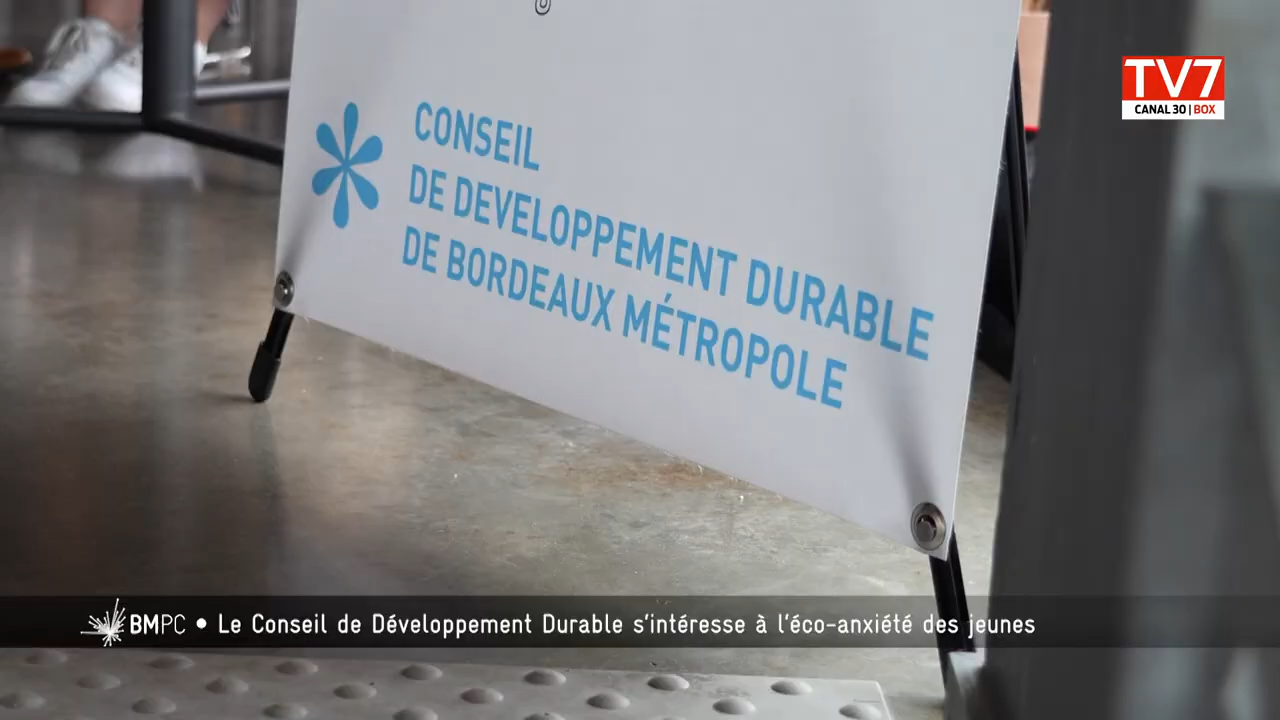 TV7
CANAL 30 | BOX
CONSEIL
DE DEVELOPPEMENT DURABLE
DE BORDEAUX MÉTROPOLE
BMPC • Le Conseil de Développement Durable s'intéresse à l'éco-anxiété des jeunes